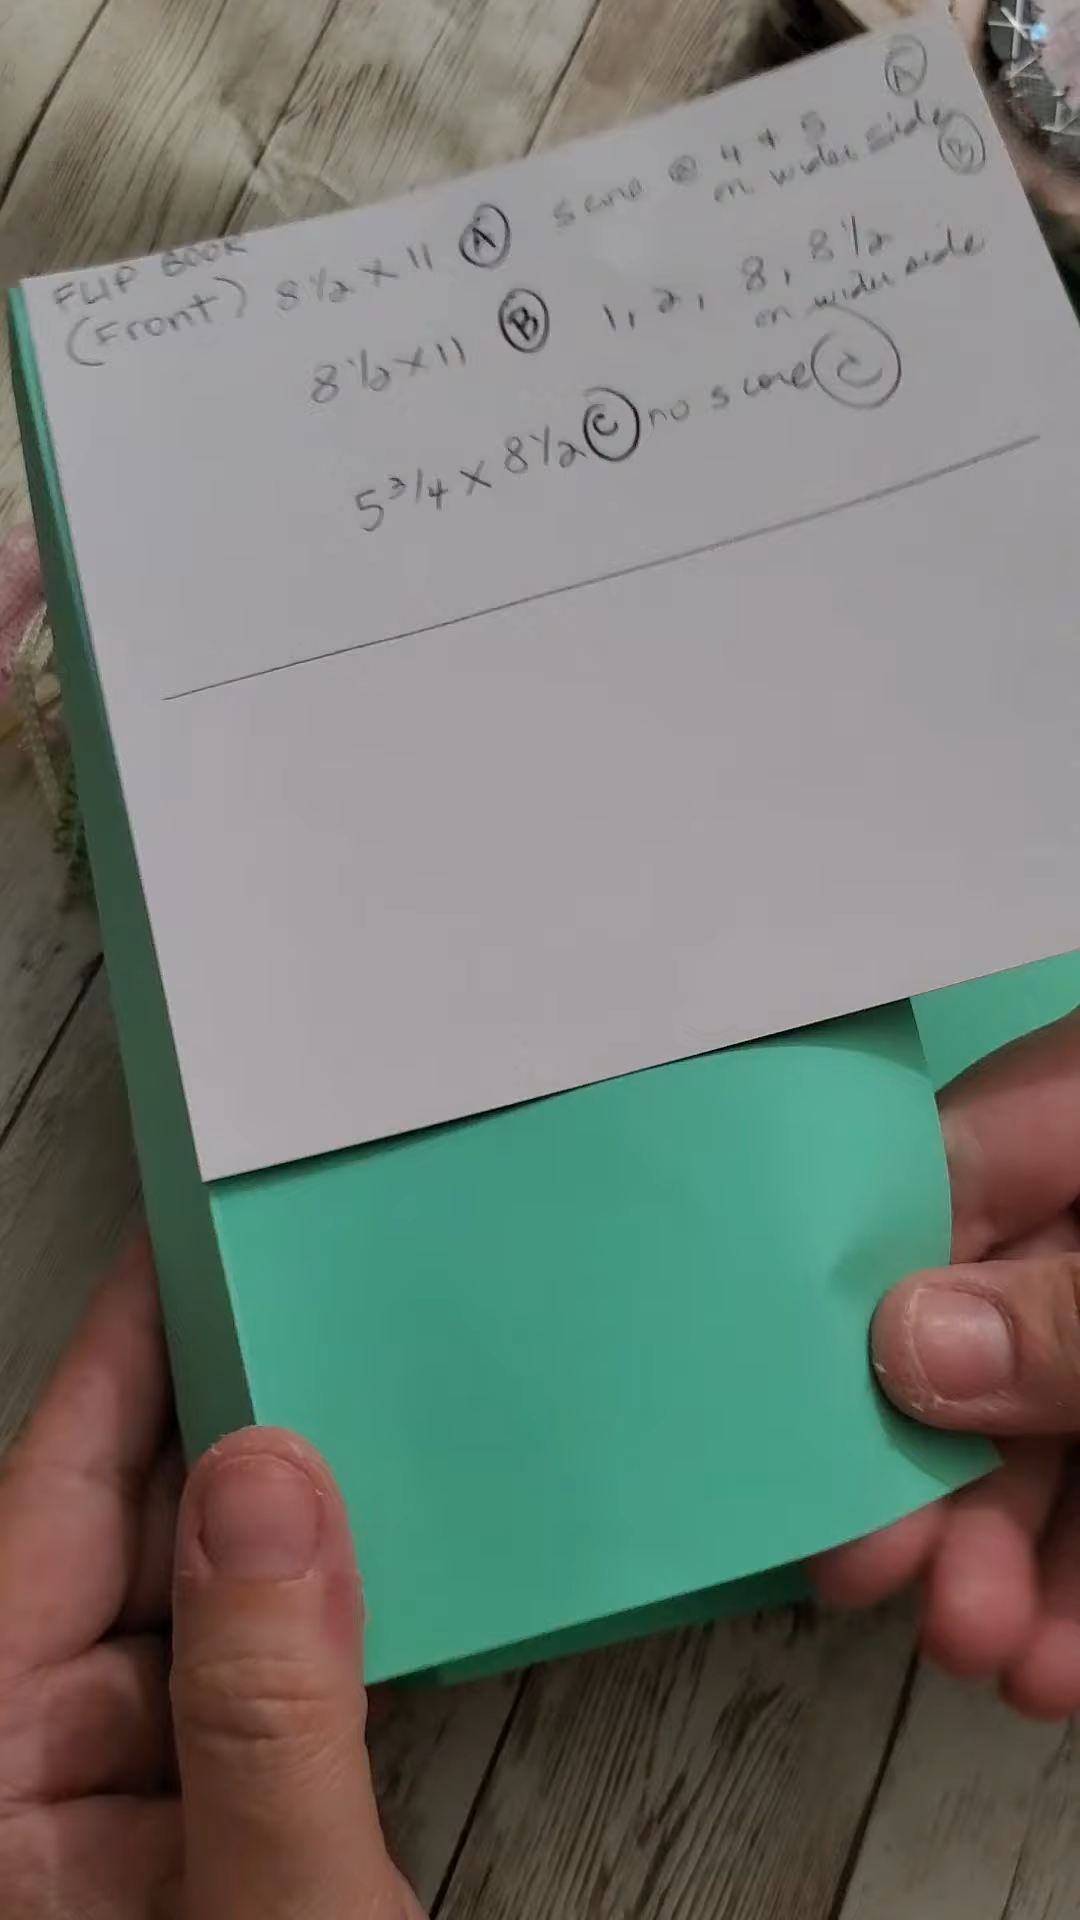 FLIP BOOK
(Front) 8 1/2 x 11 (A) score @ 4 + 5 (A)
on wider side
8 1/2 x 11 (B) 1, 2, 8, 8 1/2 (B)
on wider side
5 3/4 x 8 1/2 (C) no score (C)